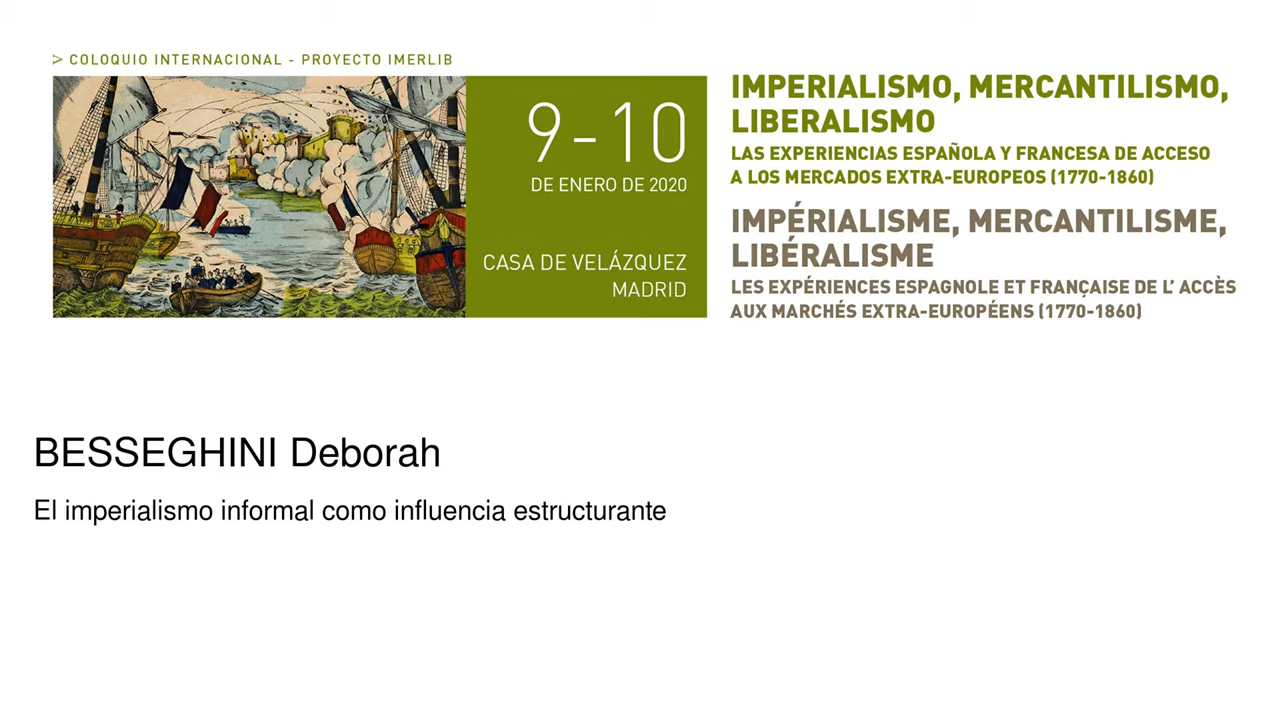 > COLOQUIO INTERNACIONAL - PROYECTO IMERLIB
9-10
DE ENERO DE 2020
CASA DE VELÁZQUEZ
MADRID
IMPERIALISMO, MERCANTILISMO,
LIBERALISMO
LAS EXPERIENCIAS ESPAÑOLA Y FRANCESA DE ACCESO
A LOS MERCADOS EXTRA-EUROPEOS (1770-1860)
IMPÉRIALISME, MERCANTILISME,
LIBÉRALISME
LES EXPÉRIENCES ESPAGNOLE ET FRANÇAISE DE L’ ACCÈS
AUX MARCHÉS EXTRA-EUROPÉENS (1770-1860)
BESSEGHINI Deborah
El imperialismo informal como influencia estructurante